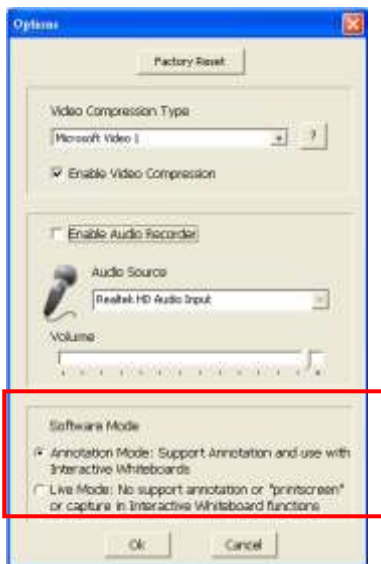 Options
Factory Reset
Video Compression Type
Microsoft Video 1
?
Enable Video Compression
Enable Audio Recorder
Audio Source
Realtek HD Audio Input
Volume
Software Mode
Annotation Mode: Support Annotation and use with
Interactive Whiteboards
Live Mode: No support annotation or "printscreen"
or capture in Interactive Whiteboard functions
Ok
Cancel